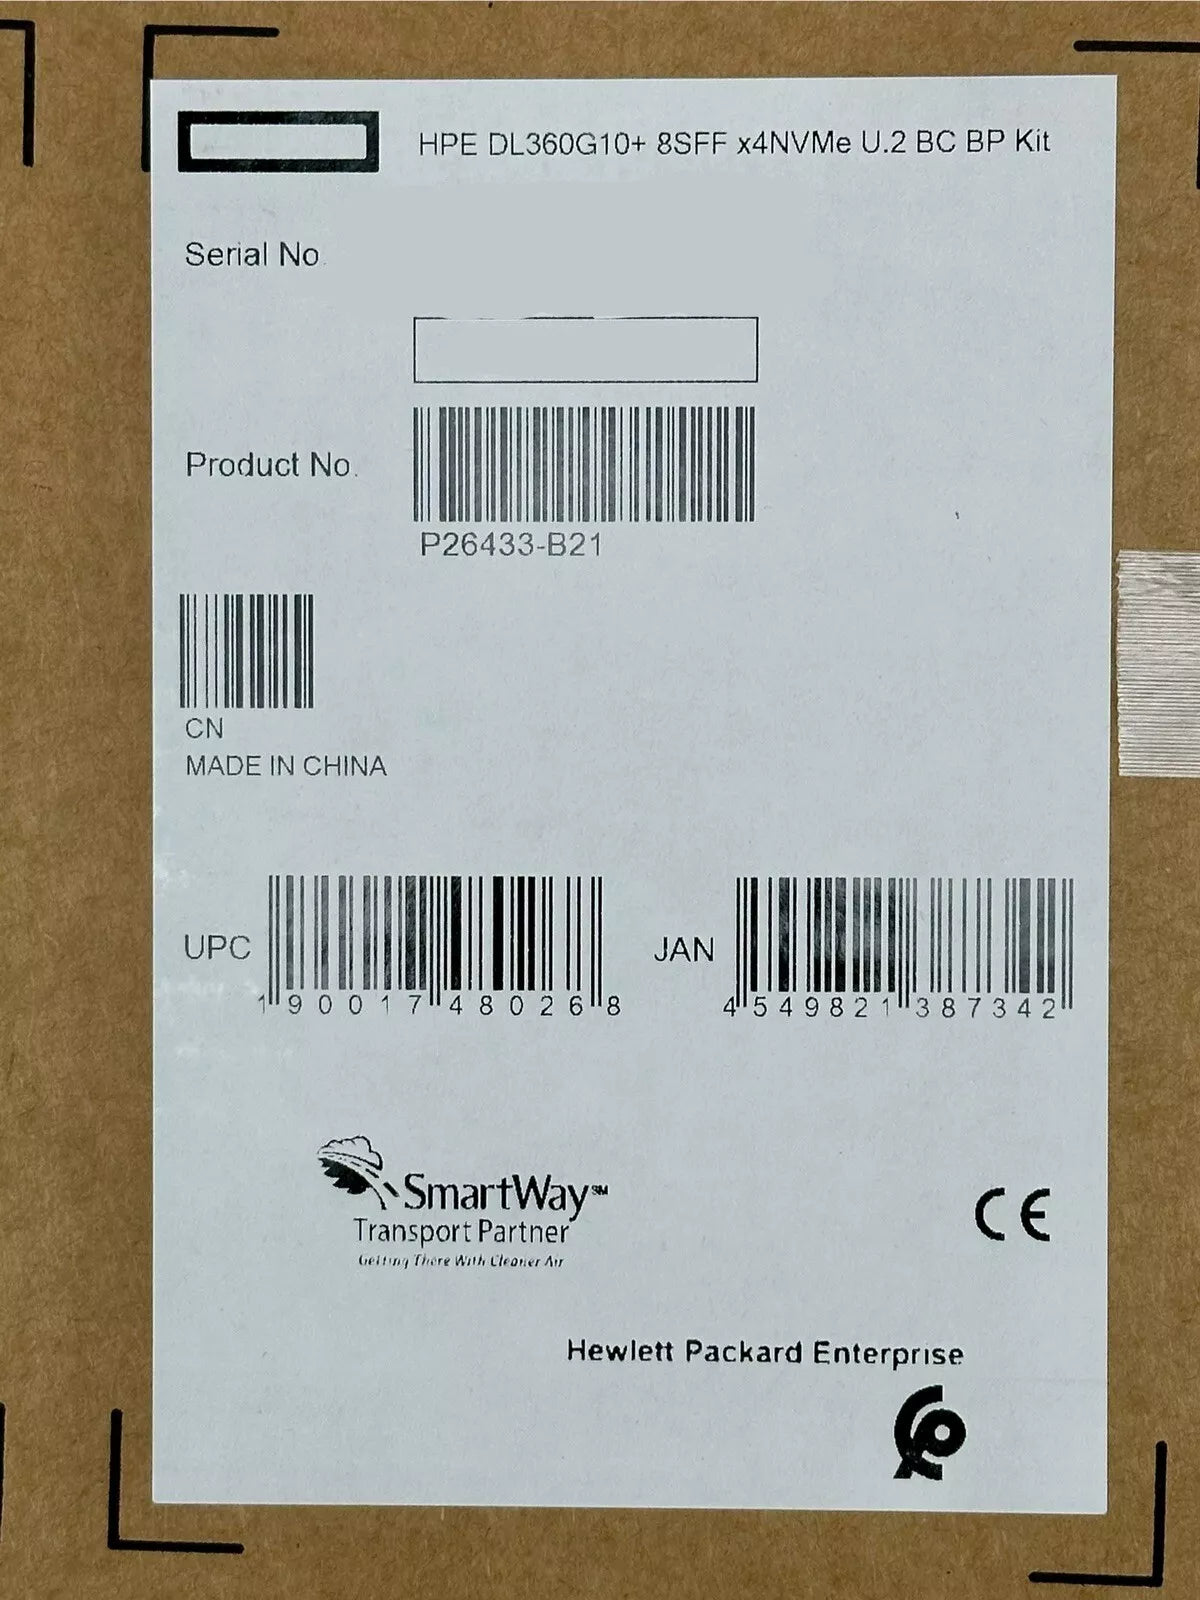 HPE DL360G10+ 8SFF x4NVMe U.2 BC BP Kit
Serial No.
Product No.
P26433-B21
CN
MADE IN CHINA
UPC
1 90017 48026 8
JAN
4 549821 387342
SmartWay℠
Transport Partner
Getting There With Cleaner Air
CE
Hewlett Packard Enterprise